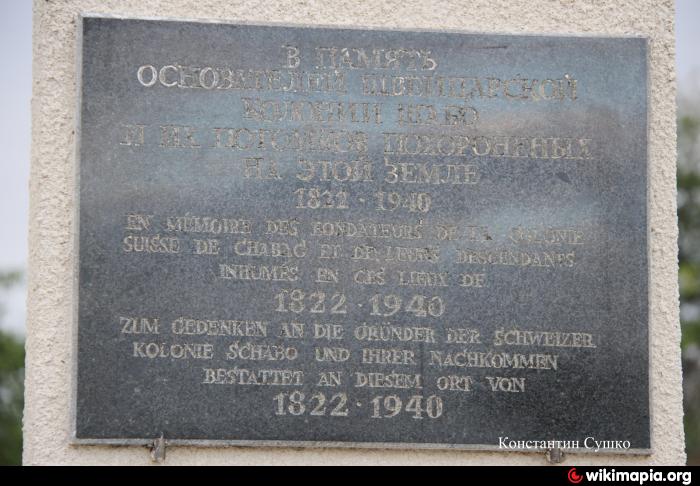 В ПАМЯТЬ
ОСНОВАТЕЛЕЙ ШВЕЙЦАРСКОЙ
КОЛОНИИ ШАБО
И ИХ ПОТОМКОВ ПОХОРОНЕНЫХ
НА ЭТОЙ ЗЕМЛЕ
1822 · 1940
EN MÉMOIRE DES FONDATEURS DE LA COLONIE
SUISSE DE CHABAG ET DE LEURS DESCENDANTS
INHUMÉS EN CES LIEUX DE
1822 · 1940
ZUM GEDENKEN AN DIE GRÜNDER DER SCHWEIZER
KOLONIE SCHABO UND IHRER NACHKOMMEN
BESTATTET AN DIESEM ORT VON
1822 · 1940
Константин Сушко
wikimapia.org